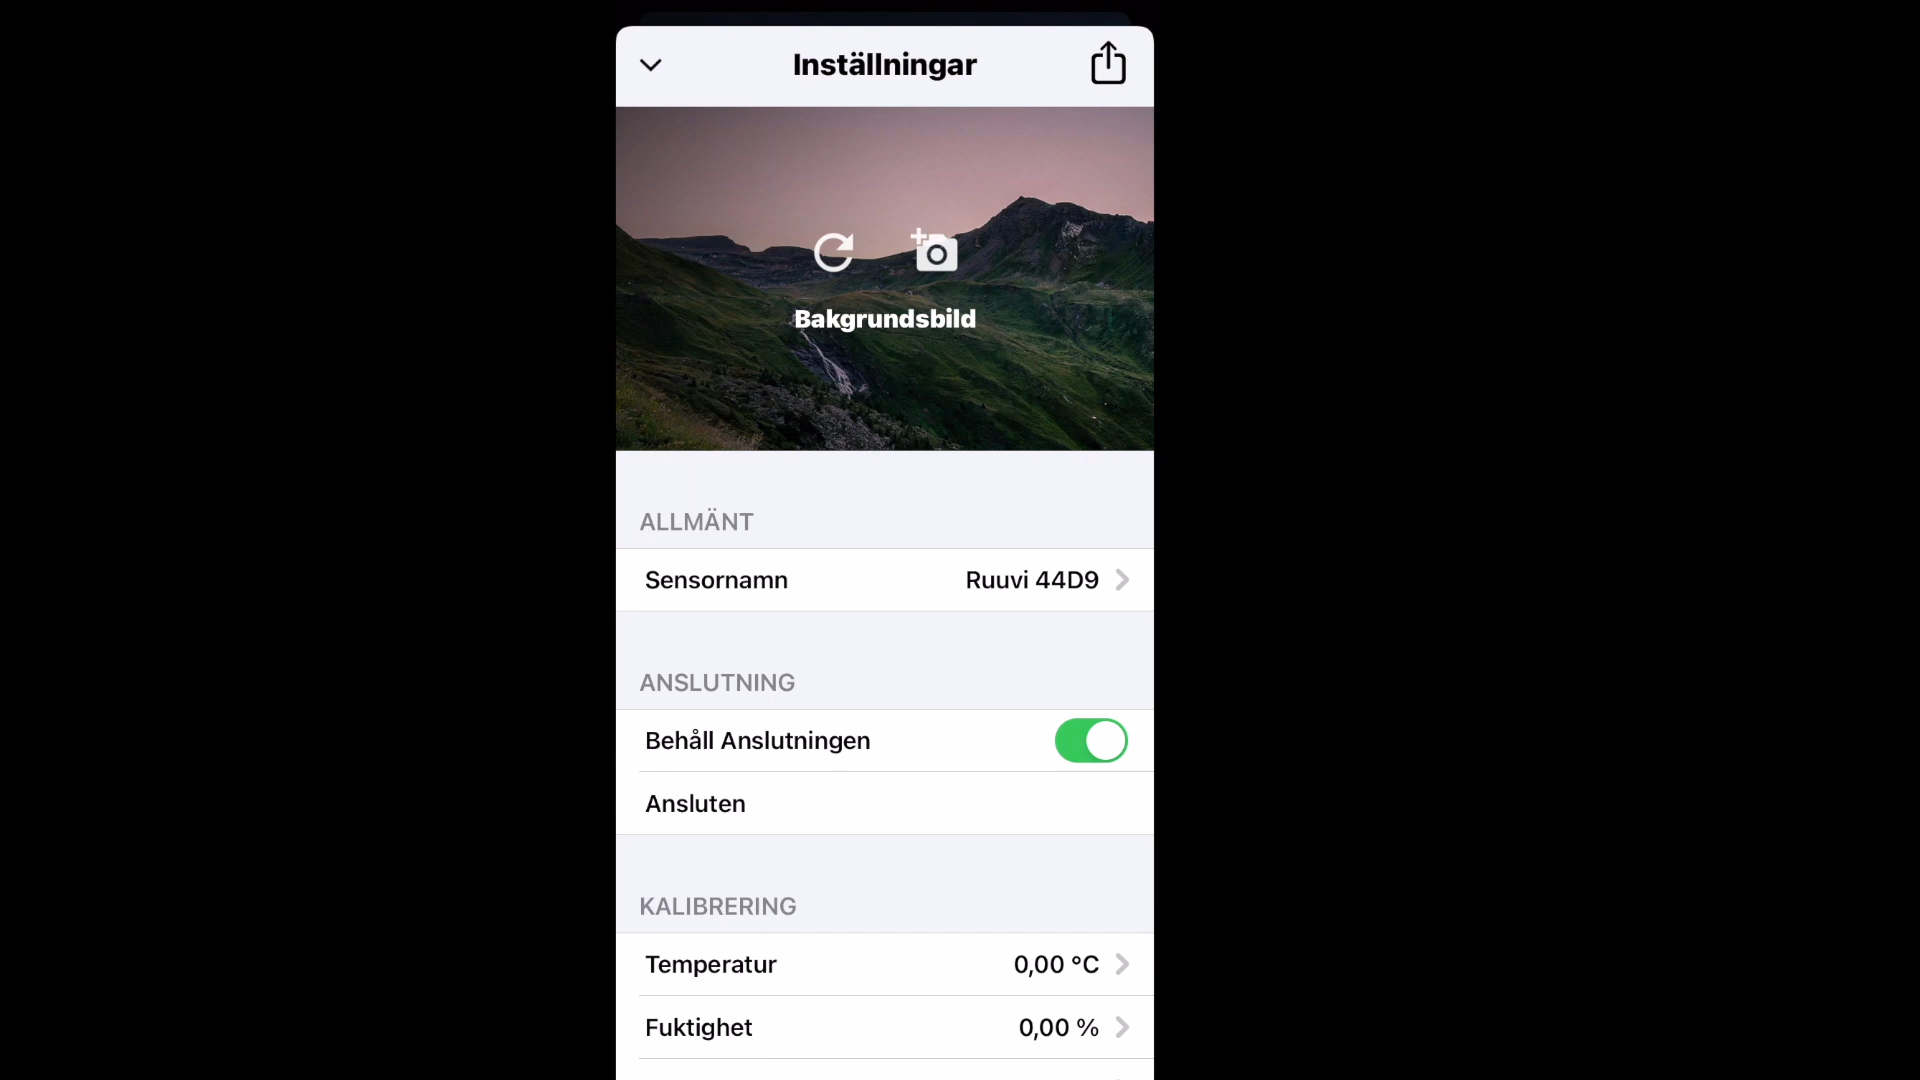 Inställningar
Bakgrundsbild
ALLMÄNT
Sensornamn Ruuvi 44D9
ANSLUTNING
Behåll Anslutningen
Ansluten
KALIBRERING
Temperatur 0,00 °C
Fuktighet 0,00 %